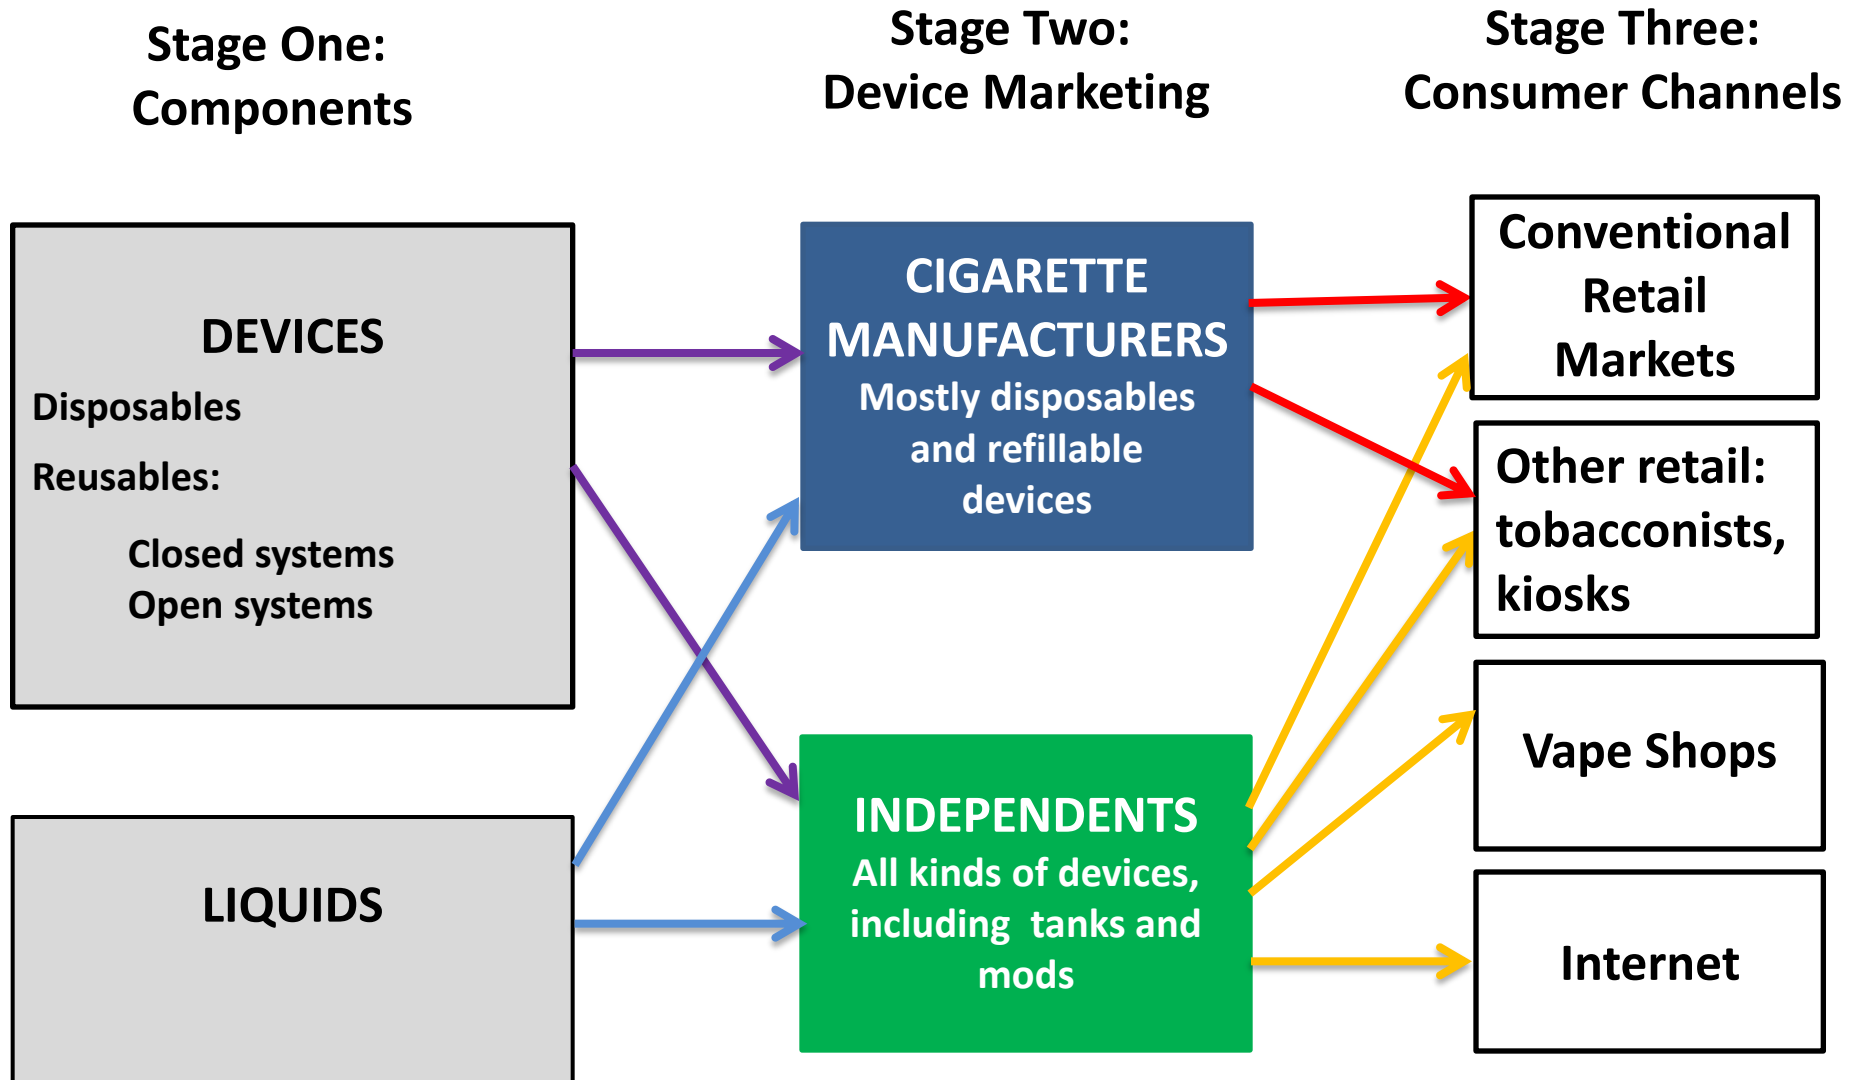 Stage One:
Components
Stage Two:
Device Marketing
Stage Three:
Consumer Channels
DEVICES
Disposables
Reusables:
Closed systems
Open systems
LIQUIDS
CIGARETTE
MANUFACTURERS
Mostly disposables
and refillable
devices
INDEPENDENTS
All kinds of devices,
including  tanks and
mods
Conventional
Retail
Markets
Other retail:
tobacconists,
kiosks
Vape Shops
Internet